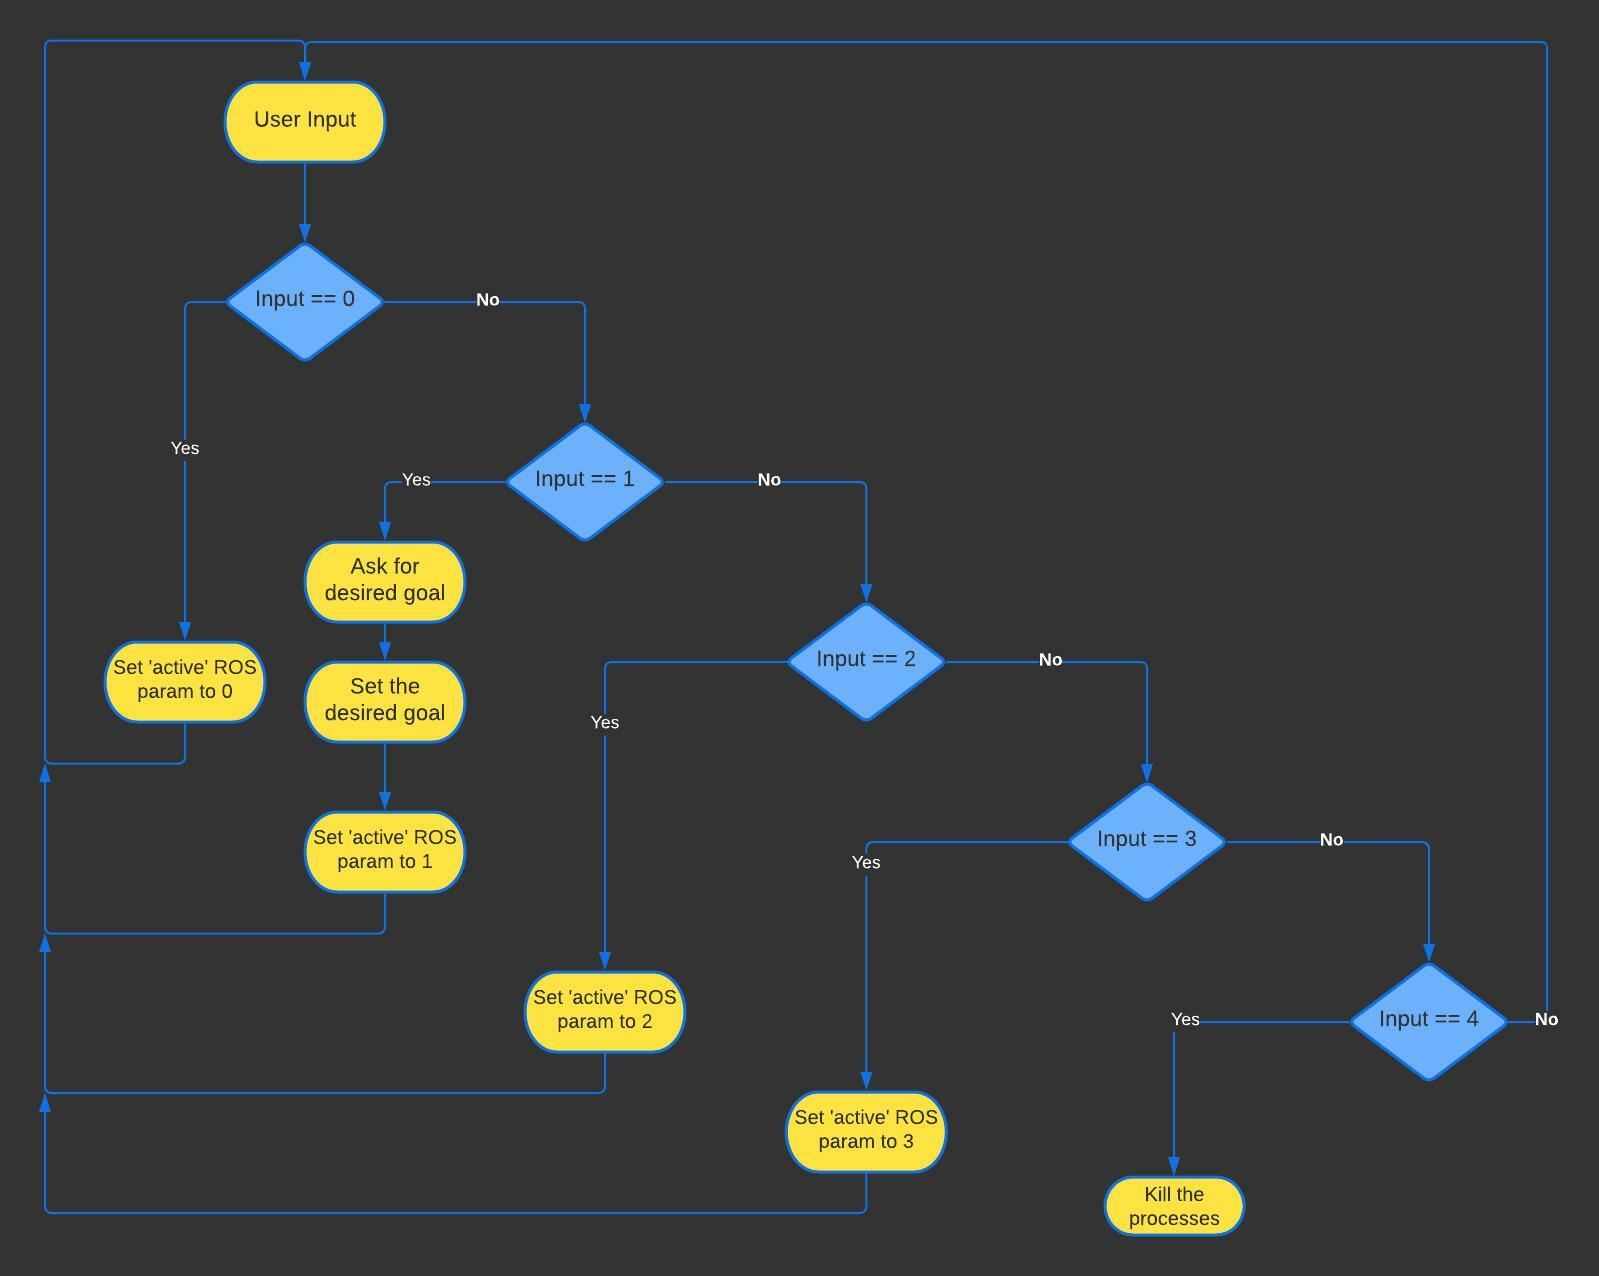 User Input
Input == 0
No
Yes
Input == 1
Yes
No
Ask for
desired goal
Set 'active' ROS
param to 0
Set the
desired goal
Input == 2
No
Yes
Set 'active' ROS
param to 1
Input == 3
No
Yes
Set 'active' ROS
param to 2
Input == 4
Yes
No
Set 'active' ROS
param to 3
Kill the
processes